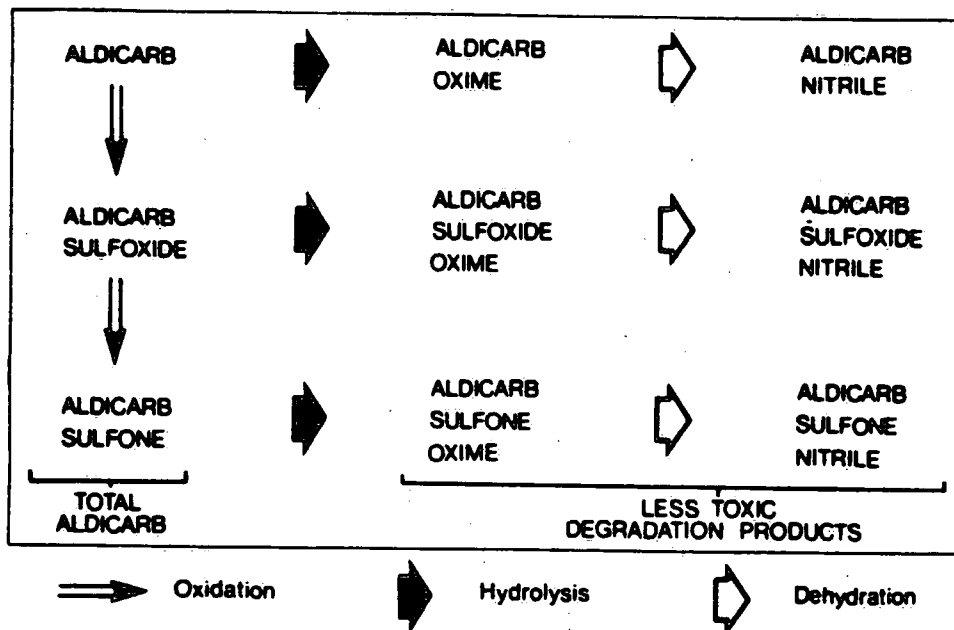 ALDICARB
ALDICARB
OXIME
ALDICARB
NITRILE
ALDICARB
SULFOXIDE
ALDICARB
SULFOXIDE
OXIME
ALDICARB
SULFOXIDE
NITRILE
ALDICARB
SULFONE
ALDICARB
SULFONE
OXIME
ALDICARB
SULFONE
NITRILE
TOTAL
ALDICARB
LESS TOXIC
DEGRADATION PRODUCTS
Oxidation
Hydrolysis
Dehydration